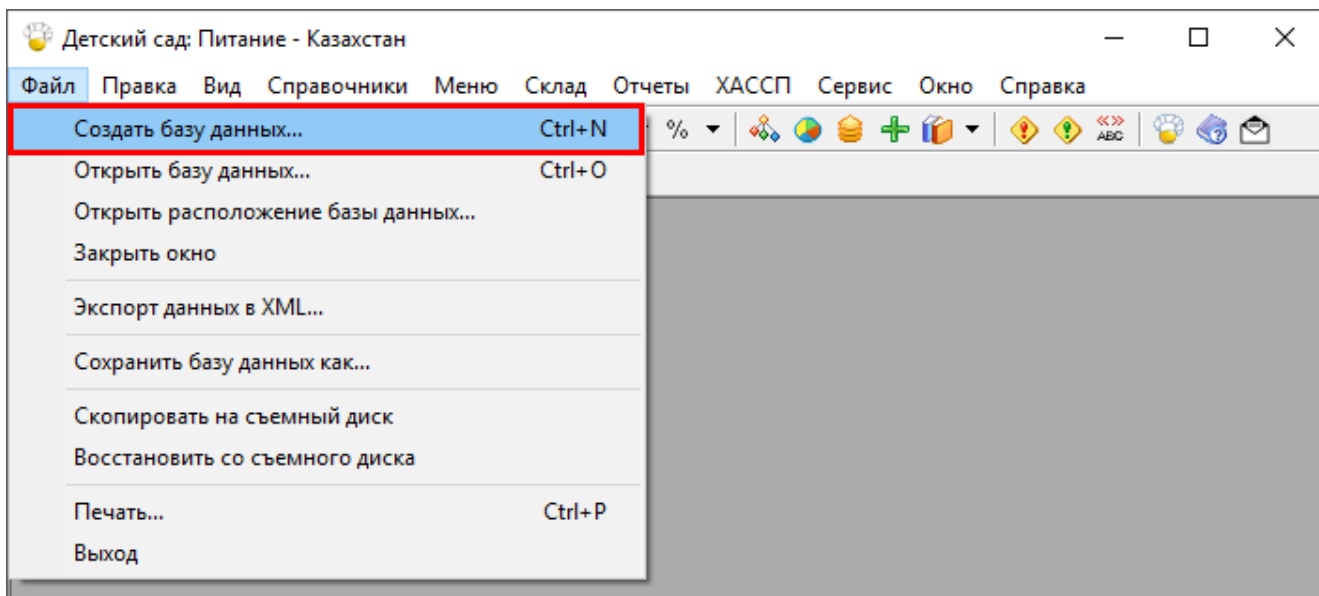 Детский сад: Питание - Казахстан
Файл Правка Вид Справочники Меню Склад Отчеты ХАССП Сервис Окно Справка
Создать базу данных... Ctrl+N % «» ABC
Открыть базу данных... Ctrl+O
Открыть расположение базы данных...
Закрыть окно
Экспорт данных в XML...
Сохранить базу данных как...
Скопировать на съемный диск
Восстановить со съемного диска
Печать... Ctrl+P
Выход